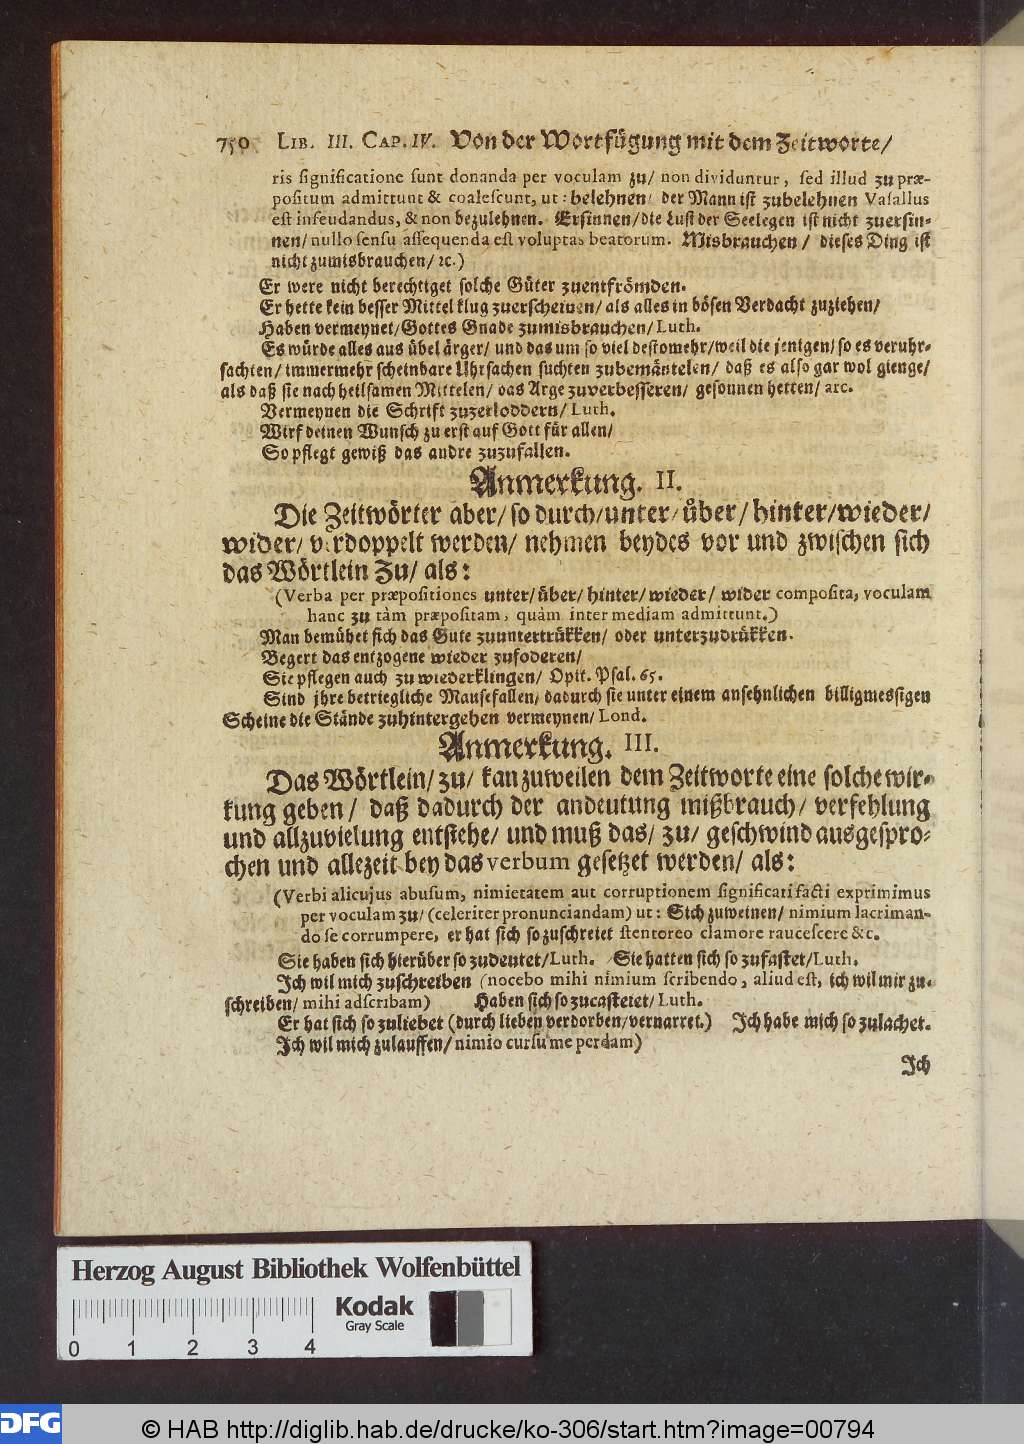 750 LIB. III. CAP. IV. Von der Wortfügung mit dem Zeitworte/
ris significatione sunt donanda per voculam zu/ non dividuntur, sed illud zu præ-
positum admittunt & coalescunt, ut: belehnen/ der Mann ist zubelehnen Vasallus
est infeudandus, & non bezulehnen. Ersinnen/ die Lust der Seelegen ist nicht zuersin-
nen/ nullo sensu assequenda est voluptas beatorum. Misbrauchen/ dieses Ding ist
nicht zumisbrauchen/ ꝛc.)
Er were nicht berechtiget solche Güter zuentfrömden.
Er hette kein besser Mittel klug zuerscheinen/ als alles in bösen Verdacht zuziehen/
Haben vermeynet/ Gottes Gnade zumisbrauchen/ Luth.
Es würde alles aus übel ärger/ und das um so viel destomehr/ weil die jenigen/ so es veruhr-
sachten/ immermehr scheinbare Uhrsachen suchten zubemäntelen/ daß es also gar wol gienge/
als daß sie nach heilsamen Mittelen/ das Arge zuverbesseren/ gesonnen hetten/ ꝛc.
Vermeynen die Schrift zuzerloddern/ Luth.
Wirf deinen Wunsch zu erst auf Gott für allen/
So pflegt gewiß das andre zuzufallen.
Anmerkung. II.
Die Zeitwörter aber/ so durch/ unter/ über/ hinter/ wieder/
wider/ verdoppelt werden/ nehmen beydes vor und zwischen sich
das Wörtlein Zu/ als:
(Verba per præpositiones unter/ über/ hinter/ wieder/ wider composita, voculam
hanc zu tàm præpositam, quàm intermediam admittunt.)
Man bemühet sich das Gute zuuntertrükken/ oder unterzudrükken.
Begert das entzogene wieder zufoderen/
Sie pflegen auch zuwiederklingen/ Opit. Psal. 65.
Sind jhre betriegliche Mausefallen/ dadurch sie unter einem ansehnlichen billigmessigen
Scheine die Stände zuhintergehen vermeynen/ Lond.
Anmerkung. III.
Das Wörtlein/ zu/ kan zuweilen dem Zeitworte eine solche wir-
kung geben/ daß dadurch der andeutung mißbrauch/ verfehlung
und allzuvielung entstehe/ und muß das/ zu/ geschwind ausgespro-
chen und allezeit bey das verbum gesetzet werden/ als:
(Verbi alicujus abusum, nimietatem aut corruptionem significari facti exprimimus
per voculam zu/ (celeriter pronunciandam) ut: Sich zuweinen/ nimium lacriman-
do se corrumpere, er hat sich so zuschreiet stentoreo clamore raucescere &c.
Sie haben sich hierüber so zudeutet/ Luth. Sie hatten sich so zufastet/ Luth.
Ich wil mich zuschreiben (nocebo mihi nimium scribendo, aliud est, ich wil mir zu-
schreiben/ mihi adscribam) Haben sich so zucasteiet/ Luth.
Er hat sich so zuliebet (durch lieben verdorben/ vernarret.) Ich habe mich so zulachet.
Ich wil mich zulauffen/ nimio cursu me perdam)
Ich
Herzog August Bibliothek Wolfenbüttel
Kodak
Gray Scale
0 1 2 3 4
DFG
© HAB http://diglib.hab.de/drucke/ko-306/start.htm?image=00794